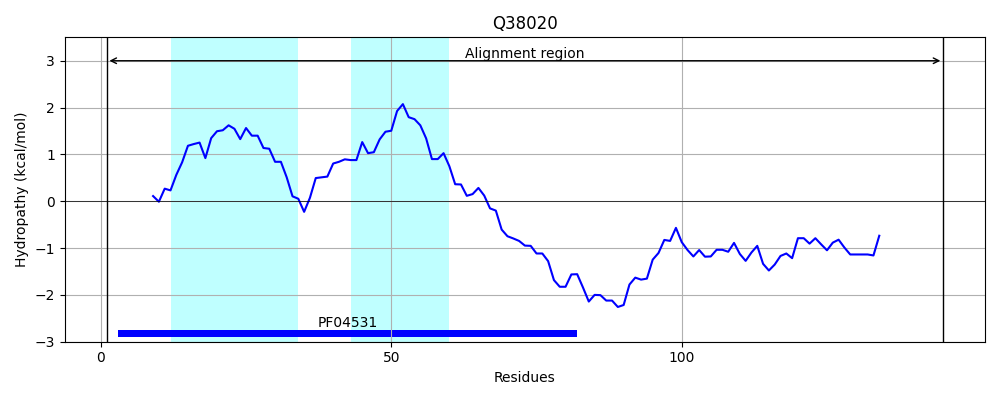 Q38020
Alignment region
3
2
1
0
−1
−2
−3
Hydropathy (kcal/mol)
PF04531
0
50
100
Residues